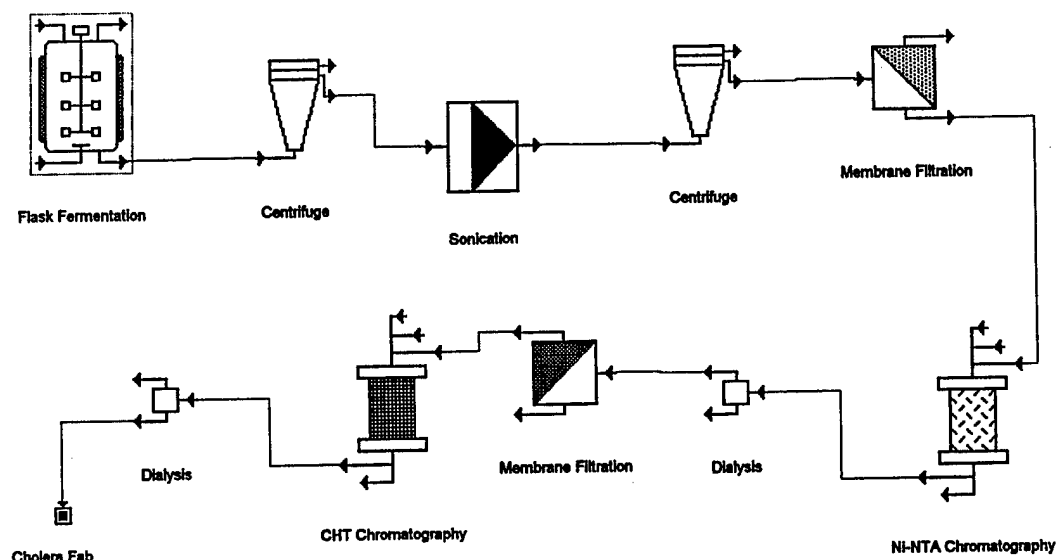 Flask Fermentation
Centrifuge
Sonication
Centrifuge
Membrane Filtration
Dialysis
CHT Chromatography
Membrane Filtration
Dialysis
Ni-NTA Chromatography
Cholera Fab